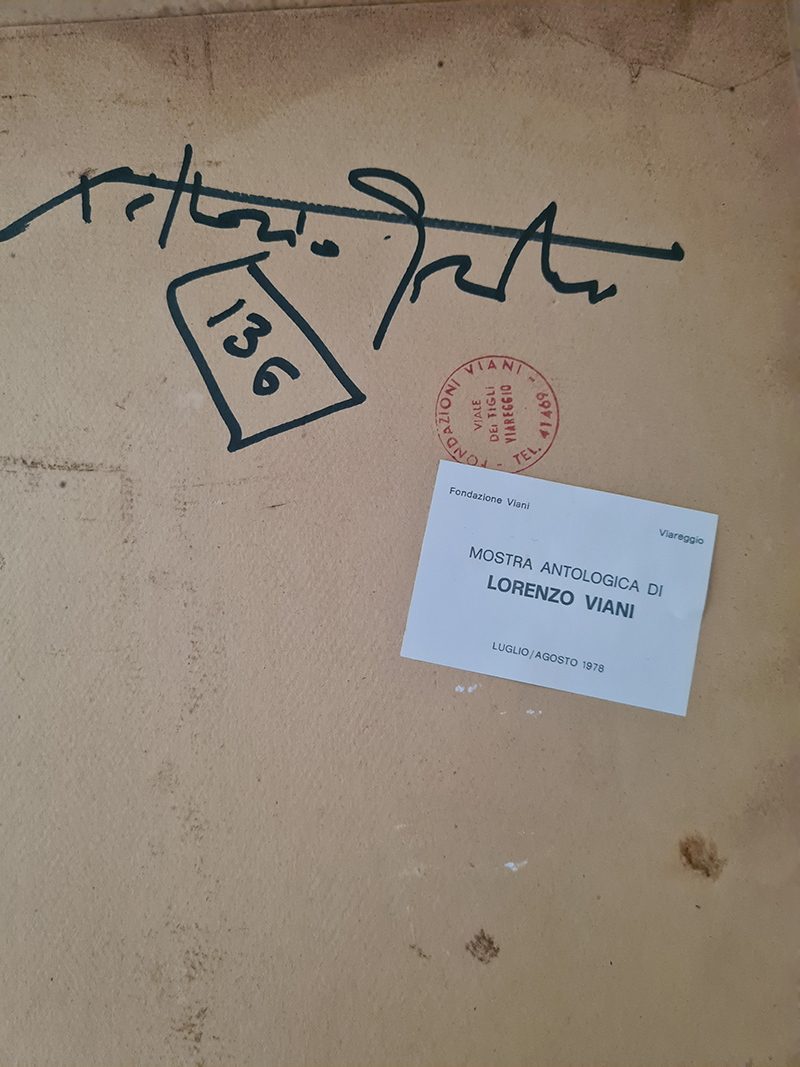 Vittorio
136
FONDAZIONI VIANI - TEL. 41469 -
VIALE
DEI TIGLI
VIAREGGIO
Fondazione Viani
Viareggio
MOSTRA ANTOLOGICA DI
LORENZO VIANI
LUGLIO/AGOSTO 1978